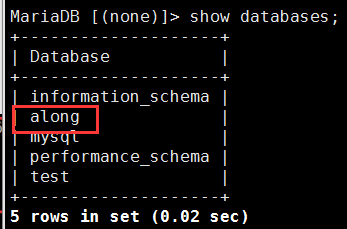 MariaDB [(none)]> show databases;
+--------------------+
| Database           |
+--------------------+
| information_schema |
| along              |
| mysql              |
| performance_schema |
| test               |
+--------------------+
5 rows in set (0.02 sec)